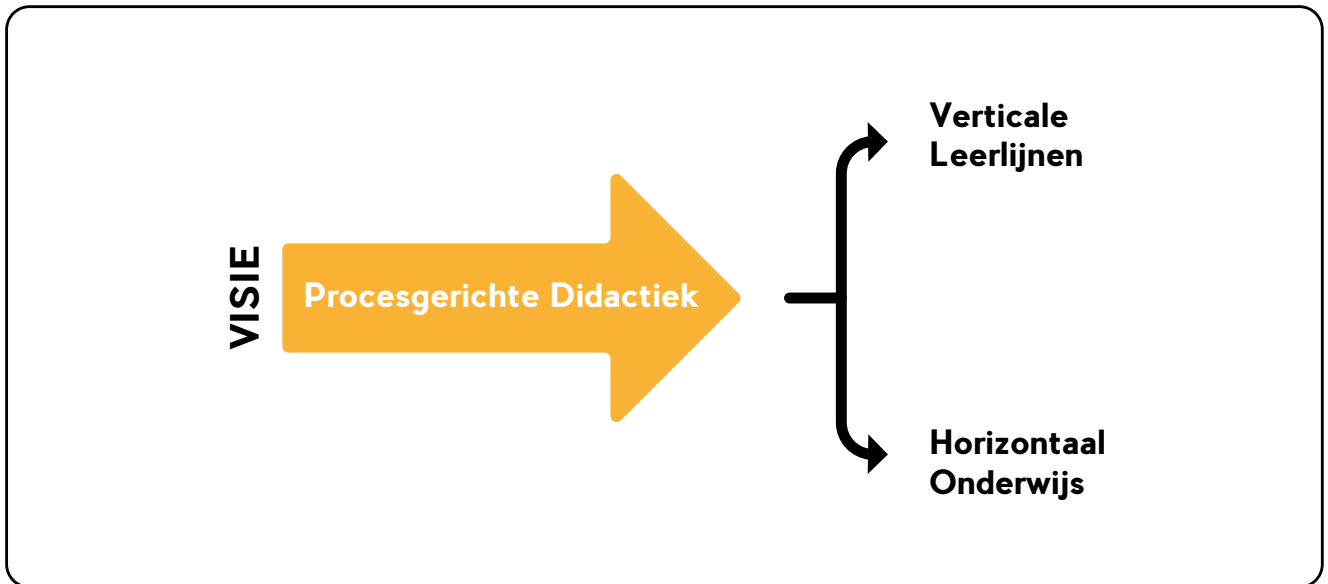 VISIE
Procesgerichte Didactiek
Verticale
Leerlijnen
Horizontaal
Onderwijs